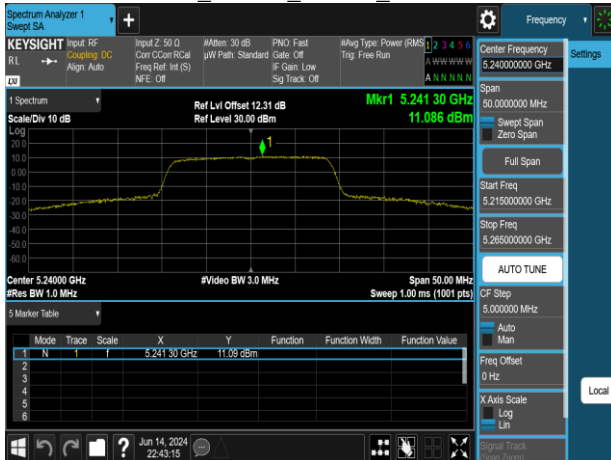 Spectrum Analyzer 1
Swept SA
+
Frequency
KEYSIGHT
RL
LXI
Input: RF
Coupling: DC
Align: Auto
Input Z: 50 Ω
Corr CCorr RCal
Freq Ref: Int (S)
NFE: Off
#Atten: 30 dB
µW Path: Standard
PNO: Fast
Gate: Off
IF Gain: Low
Sig Track: Off
#Avg Type: Power (RMS
Trig: Free Run
1 2 3 4 5 6
A W W W W W
A N N N N N
Center Frequency
5.240000000 GHz
Settings
Span
50.0000000 MHz
Swept Span
Zero Span
Full Span
Start Freq
5.215000000 GHz
Stop Freq
5.265000000 GHz
AUTO TUNE
CF Step
5.000000 MHz
Auto
Man
Freq Offset
0 Hz
X Axis Scale
Log
Lin
Signal Track
(Span Zoom)
Local
1 Spectrum
Scale/Div 10 dB
Log
Ref Lvl Offset 12.31 dB
Ref Level 30.00 dBm
Mkr1 5.241 30 GHz
11.086 dBm
1
20.0
10.0
0.00
-10.0
-20.0
-30.0
-40.0
-50.0
-60.0
Center 5.24000 GHz
#Res BW 1.0 MHz
#Video BW 3.0 MHz
Span 50.00 MHz
Sweep 1.00 ms (1001 pts)
5 Marker Table
Mode Trace Scale X Y Function Function Width Function Value
1 N 1 f 5.241 30 GHz 11.09 dBm
2
3
4
5
6
?
Jun 14, 2024
22:43:15